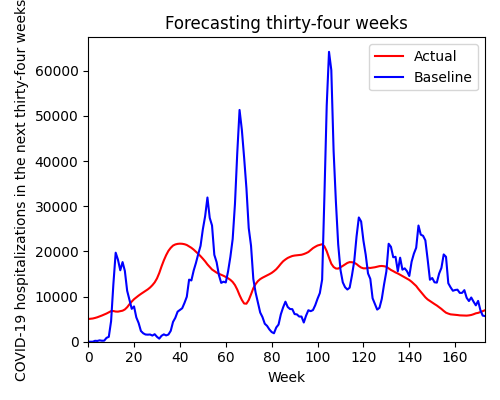 Forecasting thirty-four weeks
COVID-19 hospitalizations in the next thirty-four weeks
60000
50000
40000
30000
20000
10000
0
Actual
Baseline
0 20 40 60 80 100 120 140 160
Week